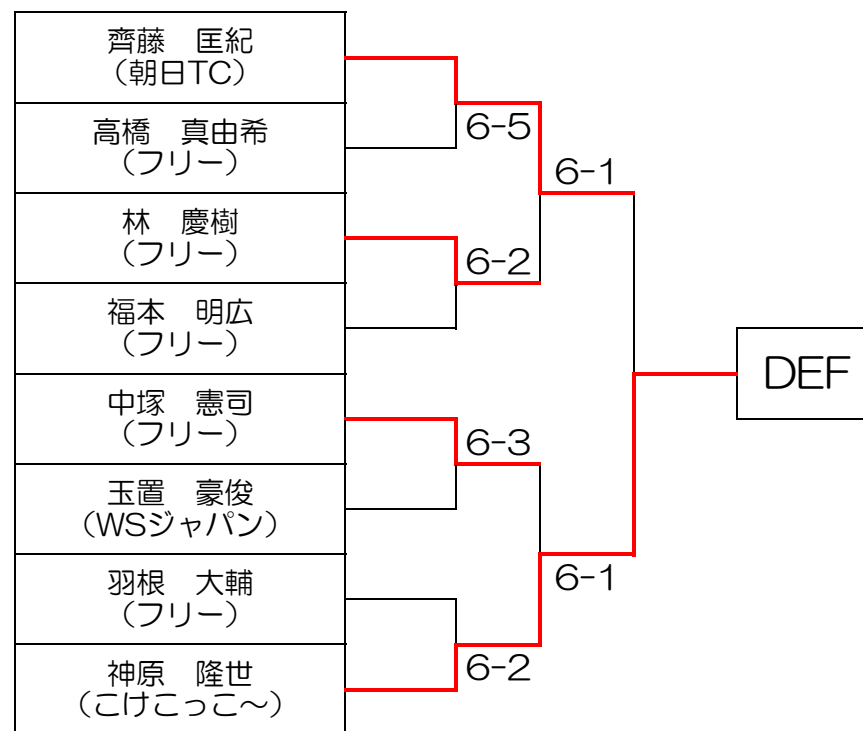 齊藤　匡紀
（朝日TC）
高橋　真由希
（フリー）
林　慶樹
（フリー）
福本　明広
（フリー）
中塚　憲司
（フリー）
玉置　豪俊
（WSジャパン）
羽根　大輔
（フリー）
神原　隆世
（こけこっこ～）
6-5
6-2
6-3
6-2
6-1
6-1
DEF